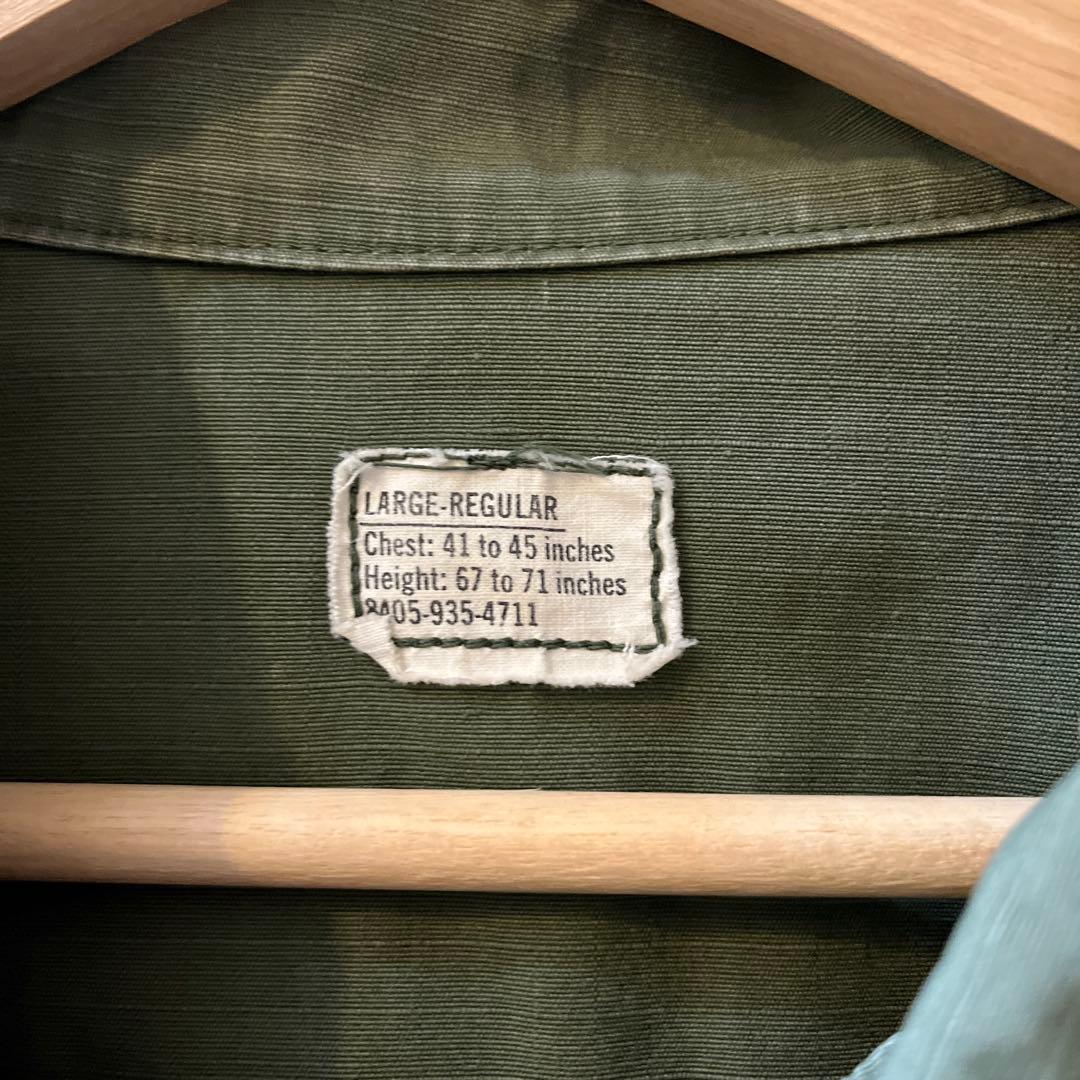 LARGE-REGULAR
Chest: 41 to 45 inches
Height: 67 to 71 inches
8405-935-4711